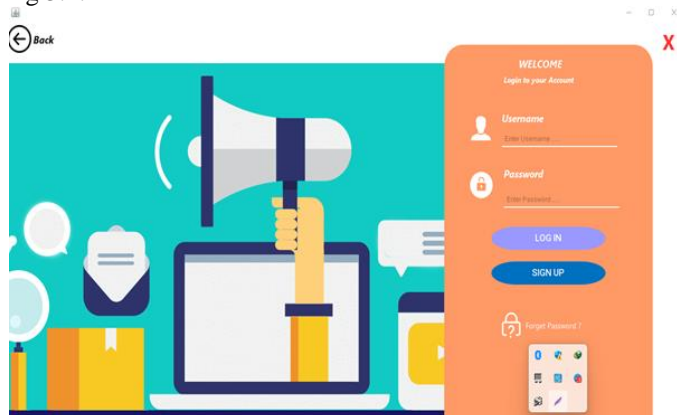 Back
X
WELCOME
Login to your Account
Username
Enter Username ...
Password
Enter Password ...
LOG IN
SIGN UP
Forget Password ?